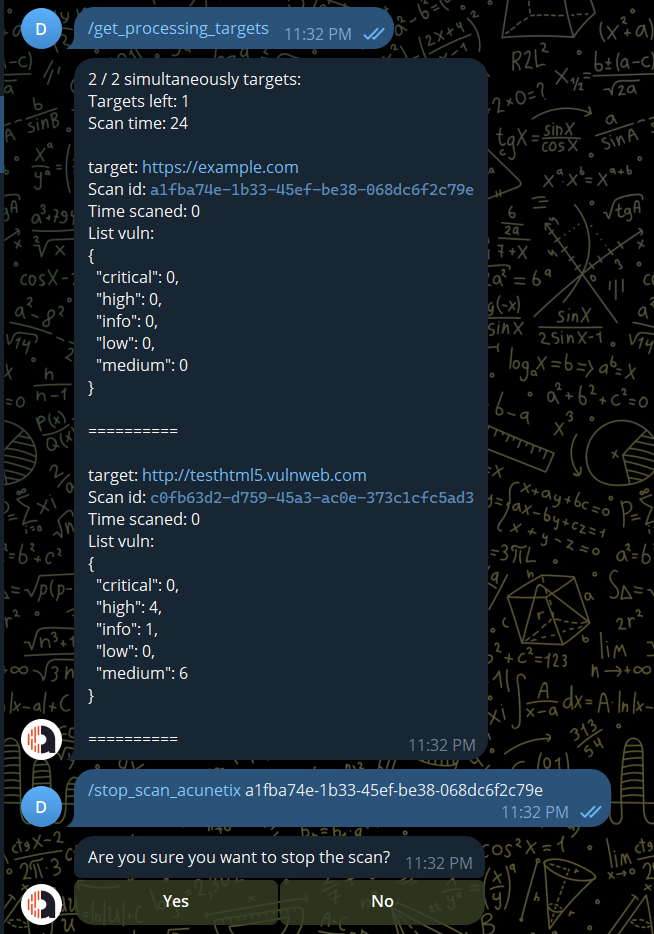 D
/get_processing_targets
11:32 PM
2 / 2 simultaneously targets:
Targets left: 1
Scan time: 24
target: https://example.com
Scan id: a1fba74e-1b33-45ef-be38-068dc6f2c79e
Time scaned: 0
List vuln:
{
"critical": 0,
"high": 0,
"info": 0,
"low": 0,
"medium": 0
}
==========
target: http://testhtml5.vulnweb.com
Scan id: c0fb63d2-d759-45a3-ac0e-373c1cfc5ad3
Time scaned: 0
List vuln:
{
"critical": 0,
"high": 4,
"info": 1,
"low": 0,
"medium": 6
}
==========
11:32 PM
D
/stop_scan_acunetix a1fba74e-1b33-45ef-be38-068dc6f2c79e
11:32 PM
Are you sure you want to stop the scan?
11:32 PM
Yes
No